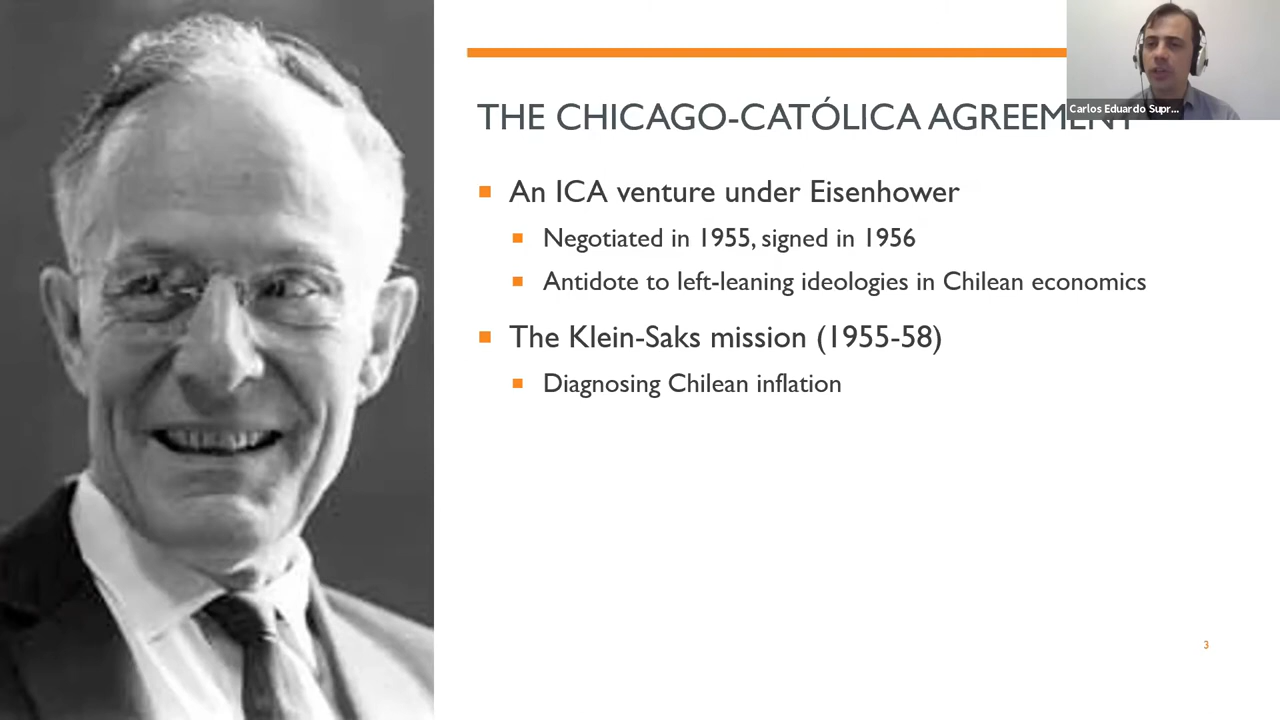 THE CHICAGO-CATÓLICA AGREEMENT
Carlos Eduardo Supr...
An ICA venture under Eisenhower
Negotiated in 1955, signed in 1956
Antidote to left-leaning ideologies in Chilean economics
The Klein-Saks mission (1955-58)
Diagnosing Chilean inflation
3